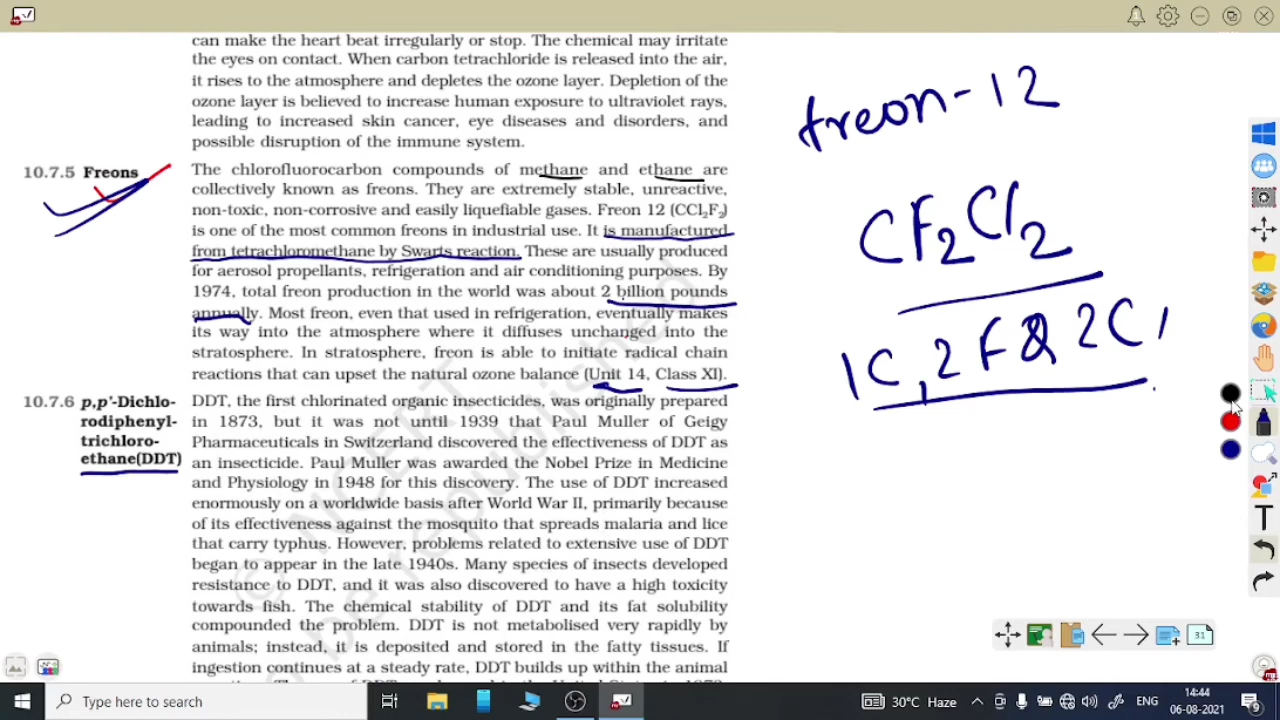 can make the heart beat irregularly or stop. The chemical may irritate
the eyes on contact. When carbon tetrachloride is released into the air,
it rises to the atmosphere and depletes the ozone layer. Depletion of the
ozone layer is believed to increase human exposure to ultraviolet rays,
leading to increased skin cancer, eye diseases and disorders, and
possible disruption of the immune system.
10.7.5 Freons
The chlorofluorocarbon compounds of methane and ethane are
collectively known as freons. They are extremely stable, unreactive,
non-toxic, non-corrosive and easily liquefiable gases. Freon 12 (CCl₂F₂)
is one of the most common freons in industrial use. It is manufactured
from tetrachloromethane by Swarts reaction. These are usually produced
for aerosol propellants, refrigeration and air conditioning purposes. By
1974, total freon production in the world was about 2 billion pounds
annually. Most freon, even that used in refrigeration, eventually makes
its way into the atmosphere where it diffuses unchanged into the
stratosphere. In stratosphere, freon is able to initiate radical chain
reactions that can upset the natural ozone balance (Unit 14, Class XI).
10.7.6 p,p'-Dichlo-
rodiphenyl-
trichloro-
ethane(DDT)
DDT, the first chlorinated organic insecticides, was originally prepared
in 1873, but it was not until 1939 that Paul Muller of Geigy
Pharmaceuticals in Switzerland discovered the effectiveness of DDT as
an insecticide. Paul Muller was awarded the Nobel Prize in Medicine
and Physiology in 1948 for this discovery. The use of DDT increased
enormously on a worldwide basis after World War II, primarily because
of its effectiveness against the mosquito that spreads malaria and lice
that carry typhus. However, problems related to extensive use of DDT
began to appear in the late 1940s. Many species of insects developed
resistance to DDT, and it was also discovered to have a high toxicity
towards fish. The chemical stability of DDT and its fat solubility
compounded the problem. DDT is not metabolised very rapidly by
animals; instead, it is deposited and stored in the fatty tissues. If
ingestion continues at a steady rate, DDT builds up within the animal
© NCERT
be republished
freon-12
CF₂Cl₂
1C, 2F & 2Cl
T
31
Type here to search
30°C Haze
ENG
14:44
06-08-2021
9